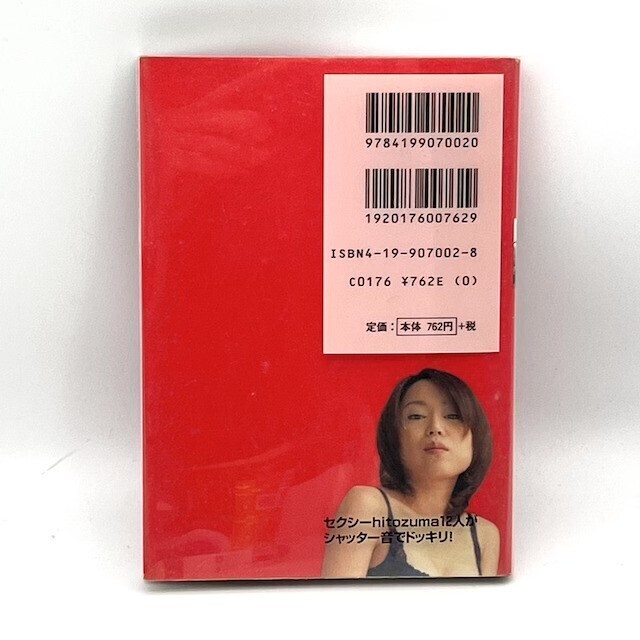 9784199070020
1920176007629
ISBN4-19-907002-8
C0176 ¥762E (0)
定価：本体 762円+税
セクシーhitozuma12人が
シャッター音でドッキリ!